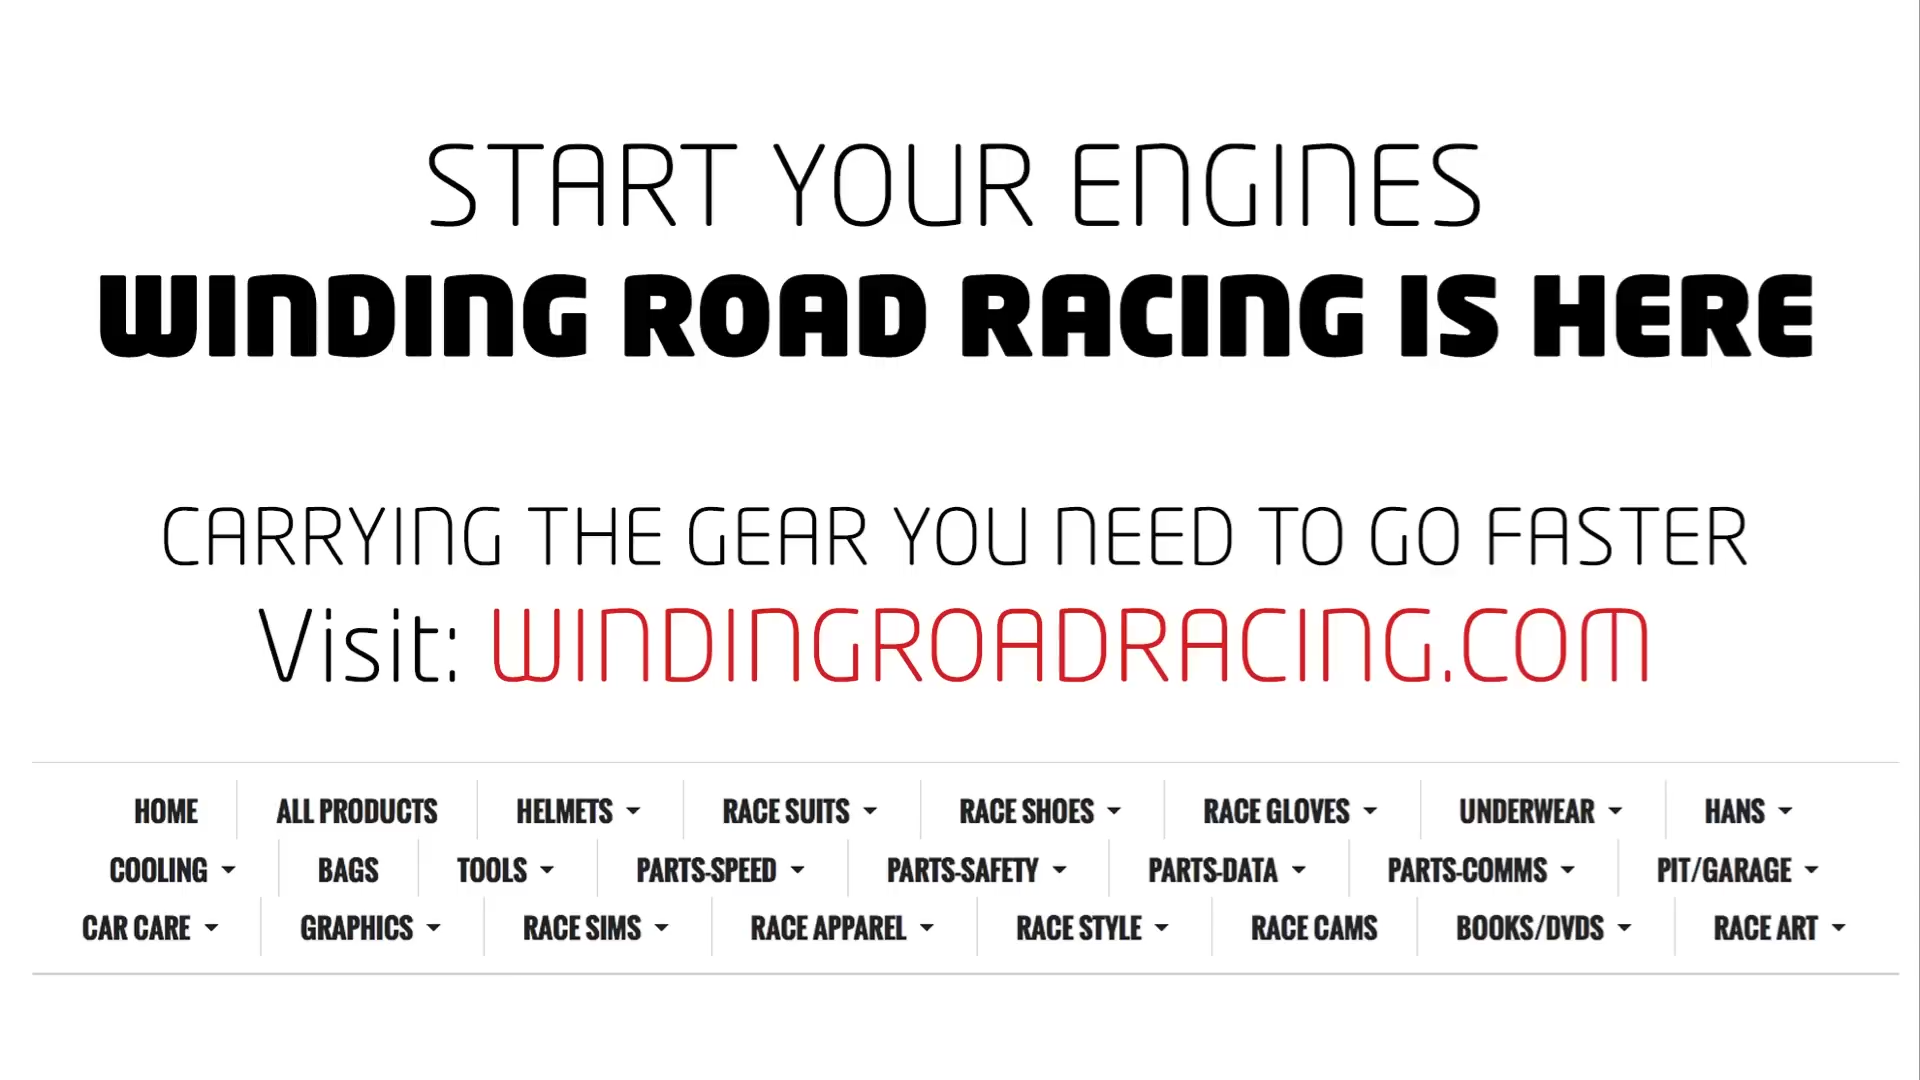 START YOUR ENGINES
WINDING ROAD RACING IS HERE
CARRYING THE GEAR YOU NEED TO GO FASTER
Visit: WINDINGROADRACING.COM
HOME ALL PRODUCTS HELMETS RACE SUITS RACE SHOES RACE GLOVES UNDERWEAR HANS
COOLING BAGS TOOLS PARTS-SPEED PARTS-SAFETY PARTS-DATA PARTS-COMMS PIT/GARAGE
CAR CARE GRAPHICS RACE SIMS RACE APPAREL RACE STYLE RACE CAMS BOOKS/DVDS RACE ART